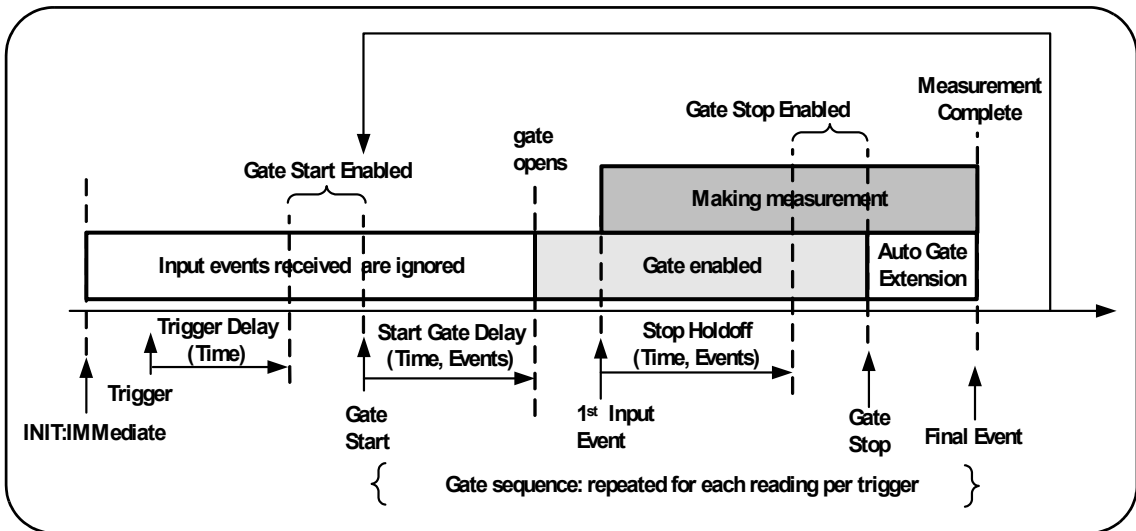 Measurement
Complete
Gate Stop Enabled
gate
opens
Gate Start Enabled
Making measurement
Input events received are ignored
Gate enabled
Auto Gate
Extension
Trigger Delay
(Time)
Start Gate Delay
(Time, Events)
Stop Holdoff
(Time, Events)
Trigger
INIT:IMMediate
Gate
Start
1st Input
Event
Gate
Stop
Final Event
Gate sequence: repeated for each reading per trigger